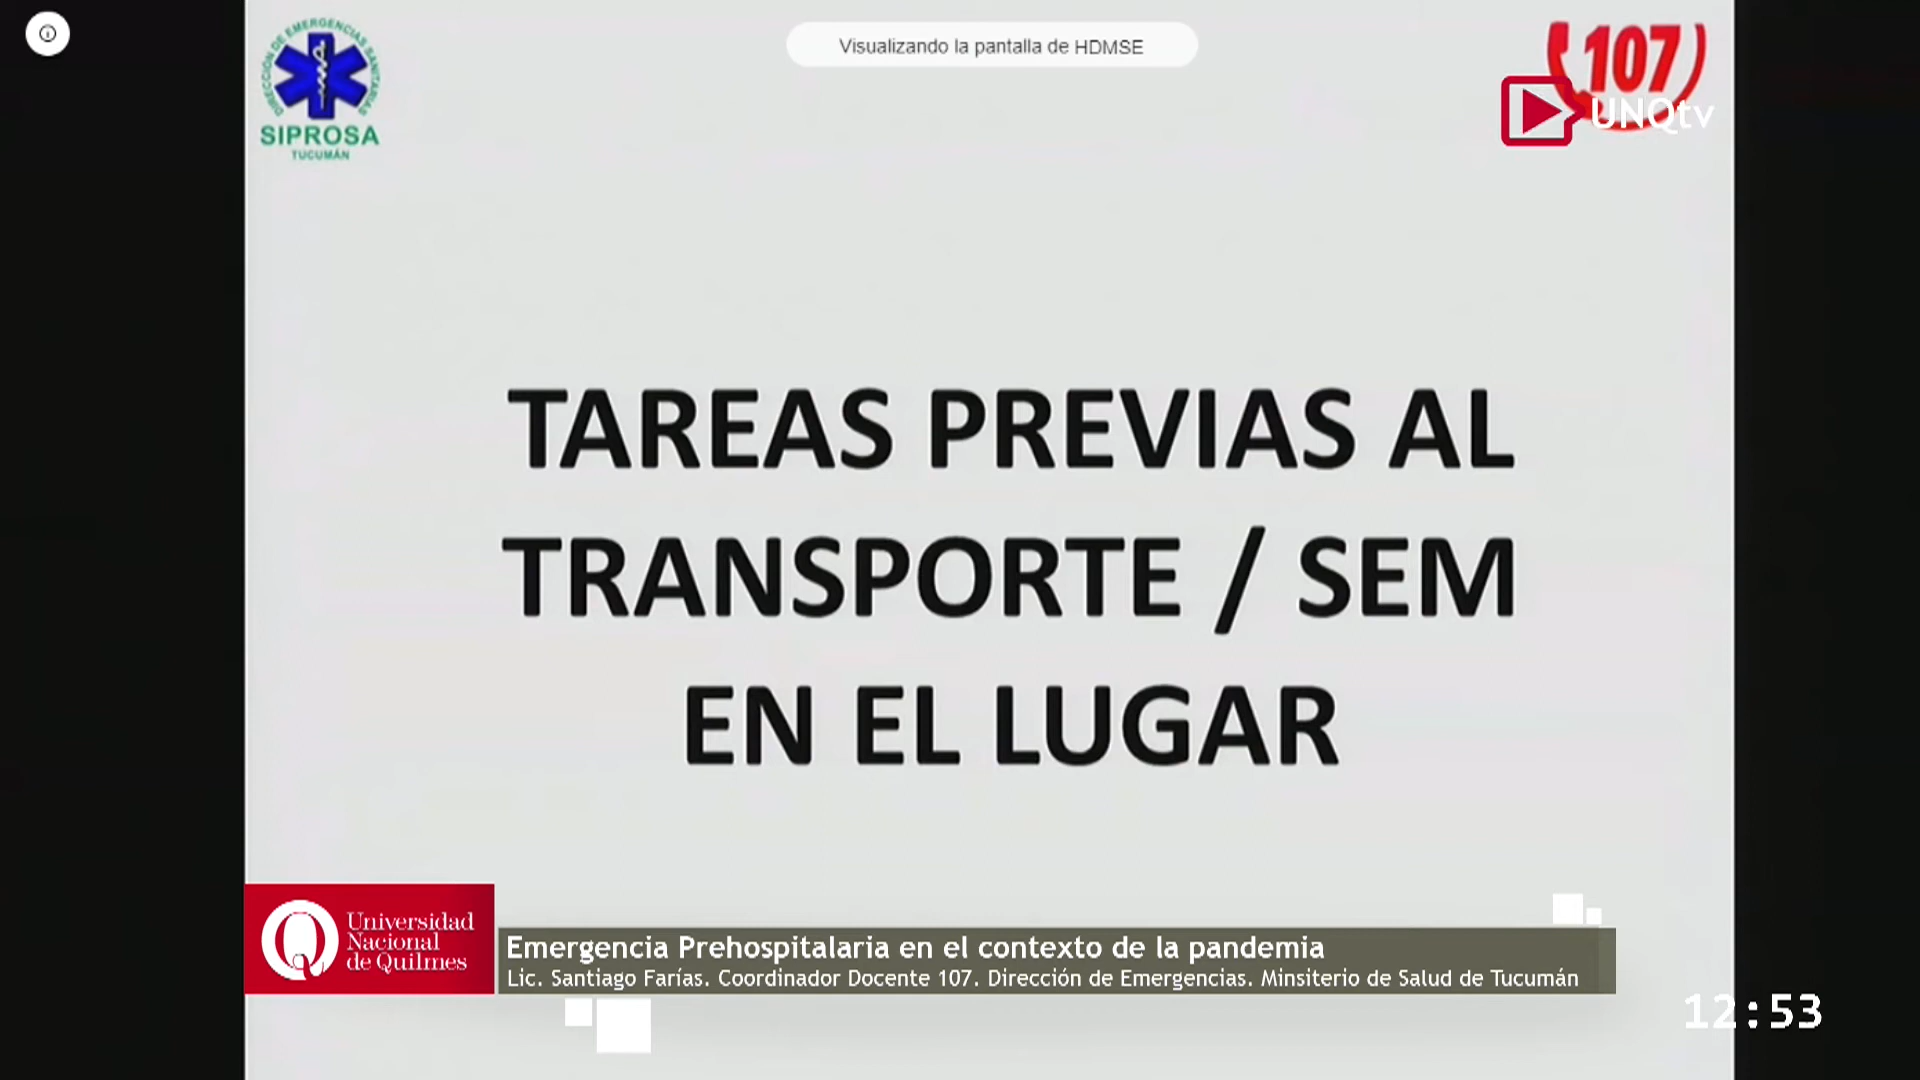 DIRECCIÓN DE EMERGENCIAS SANITARIAS
SIPROSA
TUCUMÁN
Visualizando la pantalla de HDMSE
107
UNQtv
TAREAS PREVIAS AL
TRANSPORTE / SEM
EN EL LUGAR
Universidad
Nacional
de Quilmes
Emergencia Prehospitalaria en el contexto de la pandemia
Lic. Santiago Farías. Coordinador Docente 107. Dirección de Emergencias. Minsiterio de Salud de Tucumán
12:53